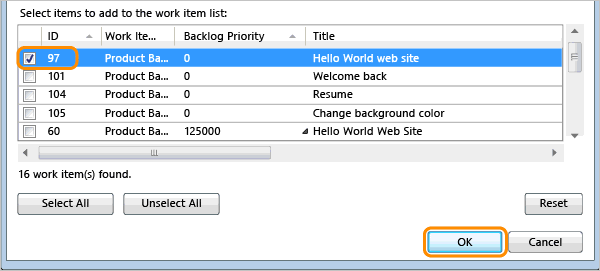 Select items to add to the work item list:
ID Work Ite... Backlog Priority Title
97 Product Ba... 0 Hello World web site
101 Product Ba... 0 Welcome back
104 Product Ba... 0 Resume
105 Product Ba... 0 Change background color
60 Product Ba... 125000 Hello World Web Site
16 work item(s) found.
Select All Unselect All Reset
OK Cancel